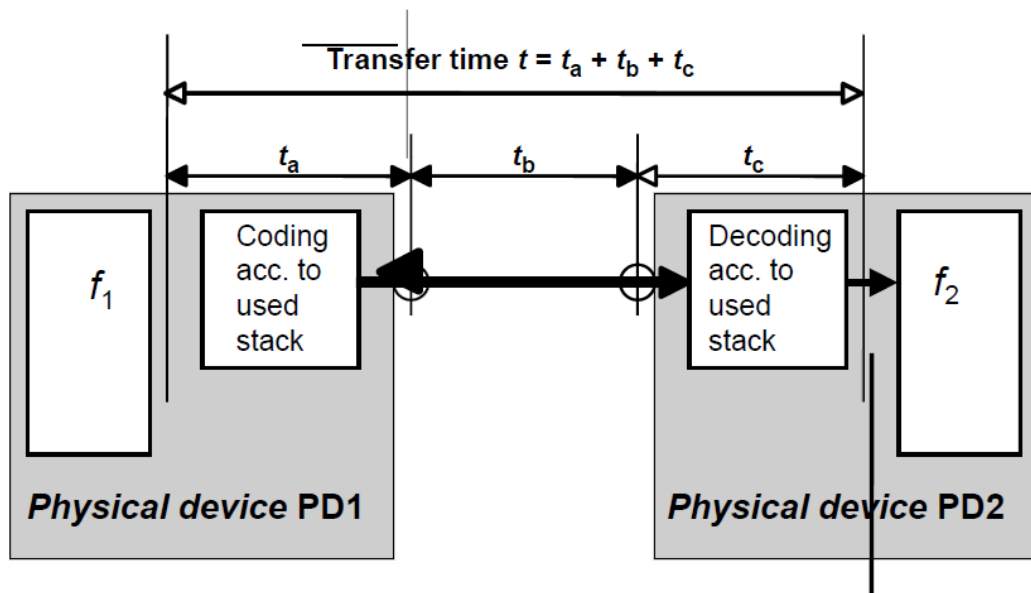 Transfer time t = ta + tb + tc
ta
tb
tc
f1
Coding
acc. to
used
stack
Decoding
acc. to
used
stack
f2
Physical device PD1
Physical device PD2